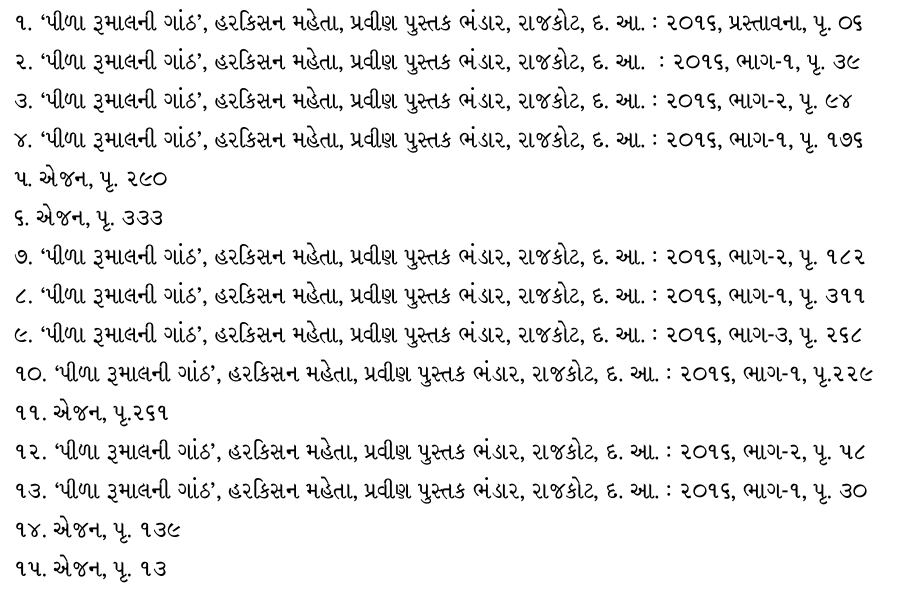 ૧. ‘પીળા રૂમાલની ગાંઠ’, હરકિસન મહેતા, પ્રવીણ પુસ્તક ભંડાર, રાજકોટ, દ. આ. : ૨૦૧૬, પ્રસ્તાવના, પૃ. ૦૬
૨. ‘પીળા રૂમાલની ગાંઠ’, હરકિસન મહેતા, પ્રવીણ પુસ્તક ભંડાર, રાજકોટ, દ. આ. : ૨૦૧૬, ભાગ-૧, પૃ. ૩૯
૩. ‘પીળા રૂમાલની ગાંઠ’, હરકિસન મહેતા, પ્રવીણ પુસ્તક ભંડાર, રાજકોટ, દ. આ. : ૨૦૧૬, ભાગ-૨, પૃ. ૯૪
૪. ‘પીળા રૂમાલની ગાંઠ’, હરકિસન મહેતા, પ્રવીણ પુસ્તક ભંડાર, રાજકોટ, દ. આ. : ૨૦૧૬, ભાગ-૧, પૃ. ૧૭૬
૫. એજન, પૃ. ૨૯૦
૬. એજન, પૃ. ૩૩૩
૭. ‘પીળા રૂમાલની ગાંઠ’, હરકિસન મહેતા, પ્રવીણ પુસ્તક ભંડાર, રાજકોટ, દ. આ. : ૨૦૧૬, ભાગ-૨, પૃ. ૧૮૨
૮. ‘પીળા રૂમાલની ગાંઠ’, હરકિસન મહેતા, પ્રવીણ પુસ્તક ભંડાર, રાજકોટ, દ. આ. : ૨૦૧૬, ભાગ-૧, પૃ. ૩૧૧
૯. ‘પીળા રૂમાલની ગાંઠ’, હરકિસન મહેતા, પ્રવીણ પુસ્તક ભંડાર, રાજકોટ, દ. આ. : ૨૦૧૬, ભાગ-૩, પૃ. ૨૬૮
૧૦. ‘પીળા રૂમાલની ગાંઠ’, હરકિસન મહેતા, પ્રવીણ પુસ્તક ભંડાર, રાજકોટ, દ. આ. : ૨૦૧૬, ભાગ-૧, પૃ.૨૨૯
૧૧. એજન, પૃ.૨૬૧
૧૨. ‘પીળા રૂમાલની ગાંઠ’, હરકિસન મહેતા, પ્રવીણ પુસ્તક ભંડાર, રાજકોટ, દ. આ. : ૨૦૧૬, ભાગ-૨, પૃ. ૫૮
૧૩. ‘પીળા રૂમાલની ગાંઠ’, હરકિસન મહેતા, પ્રવીણ પુસ્તક ભંડાર, રાજકોટ, દ. આ. : ૨૦૧૬, ભાગ-૧, પૃ. ૩૦
૧૪. એજન, પૃ. ૧૩૯
૧૫. એજન, પૃ. ૧૩